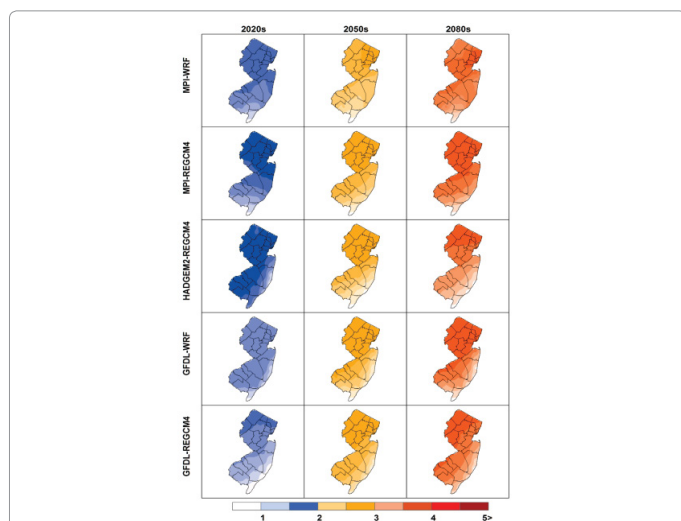 2020s 2050s 2080s
MPI-WRF
MPI-REGCM4
HADGEM2-REGCM4
GFDL-WRF
GFDL-REGCM4
1 2 3 4 5>